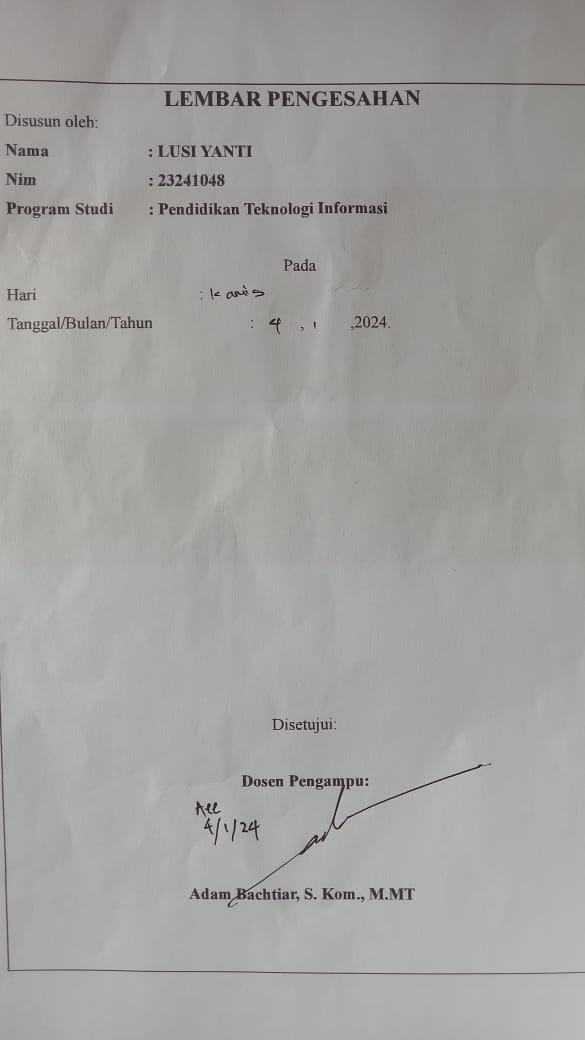 LEMBAR PENGESAHAN
Disusun oleh:
Nama : LUSI YANTI
Nim : 23241048
Program Studi : Pendidikan Teknologi Informasi
Pada
Hari : Kamis
Tanggal/Bulan/Tahun : 4 , 1 ,2024.
Disetujui:
Dosen Pengampu:
Acc
4/1/24
Adam Bachtiar, S. Kom., M.MT